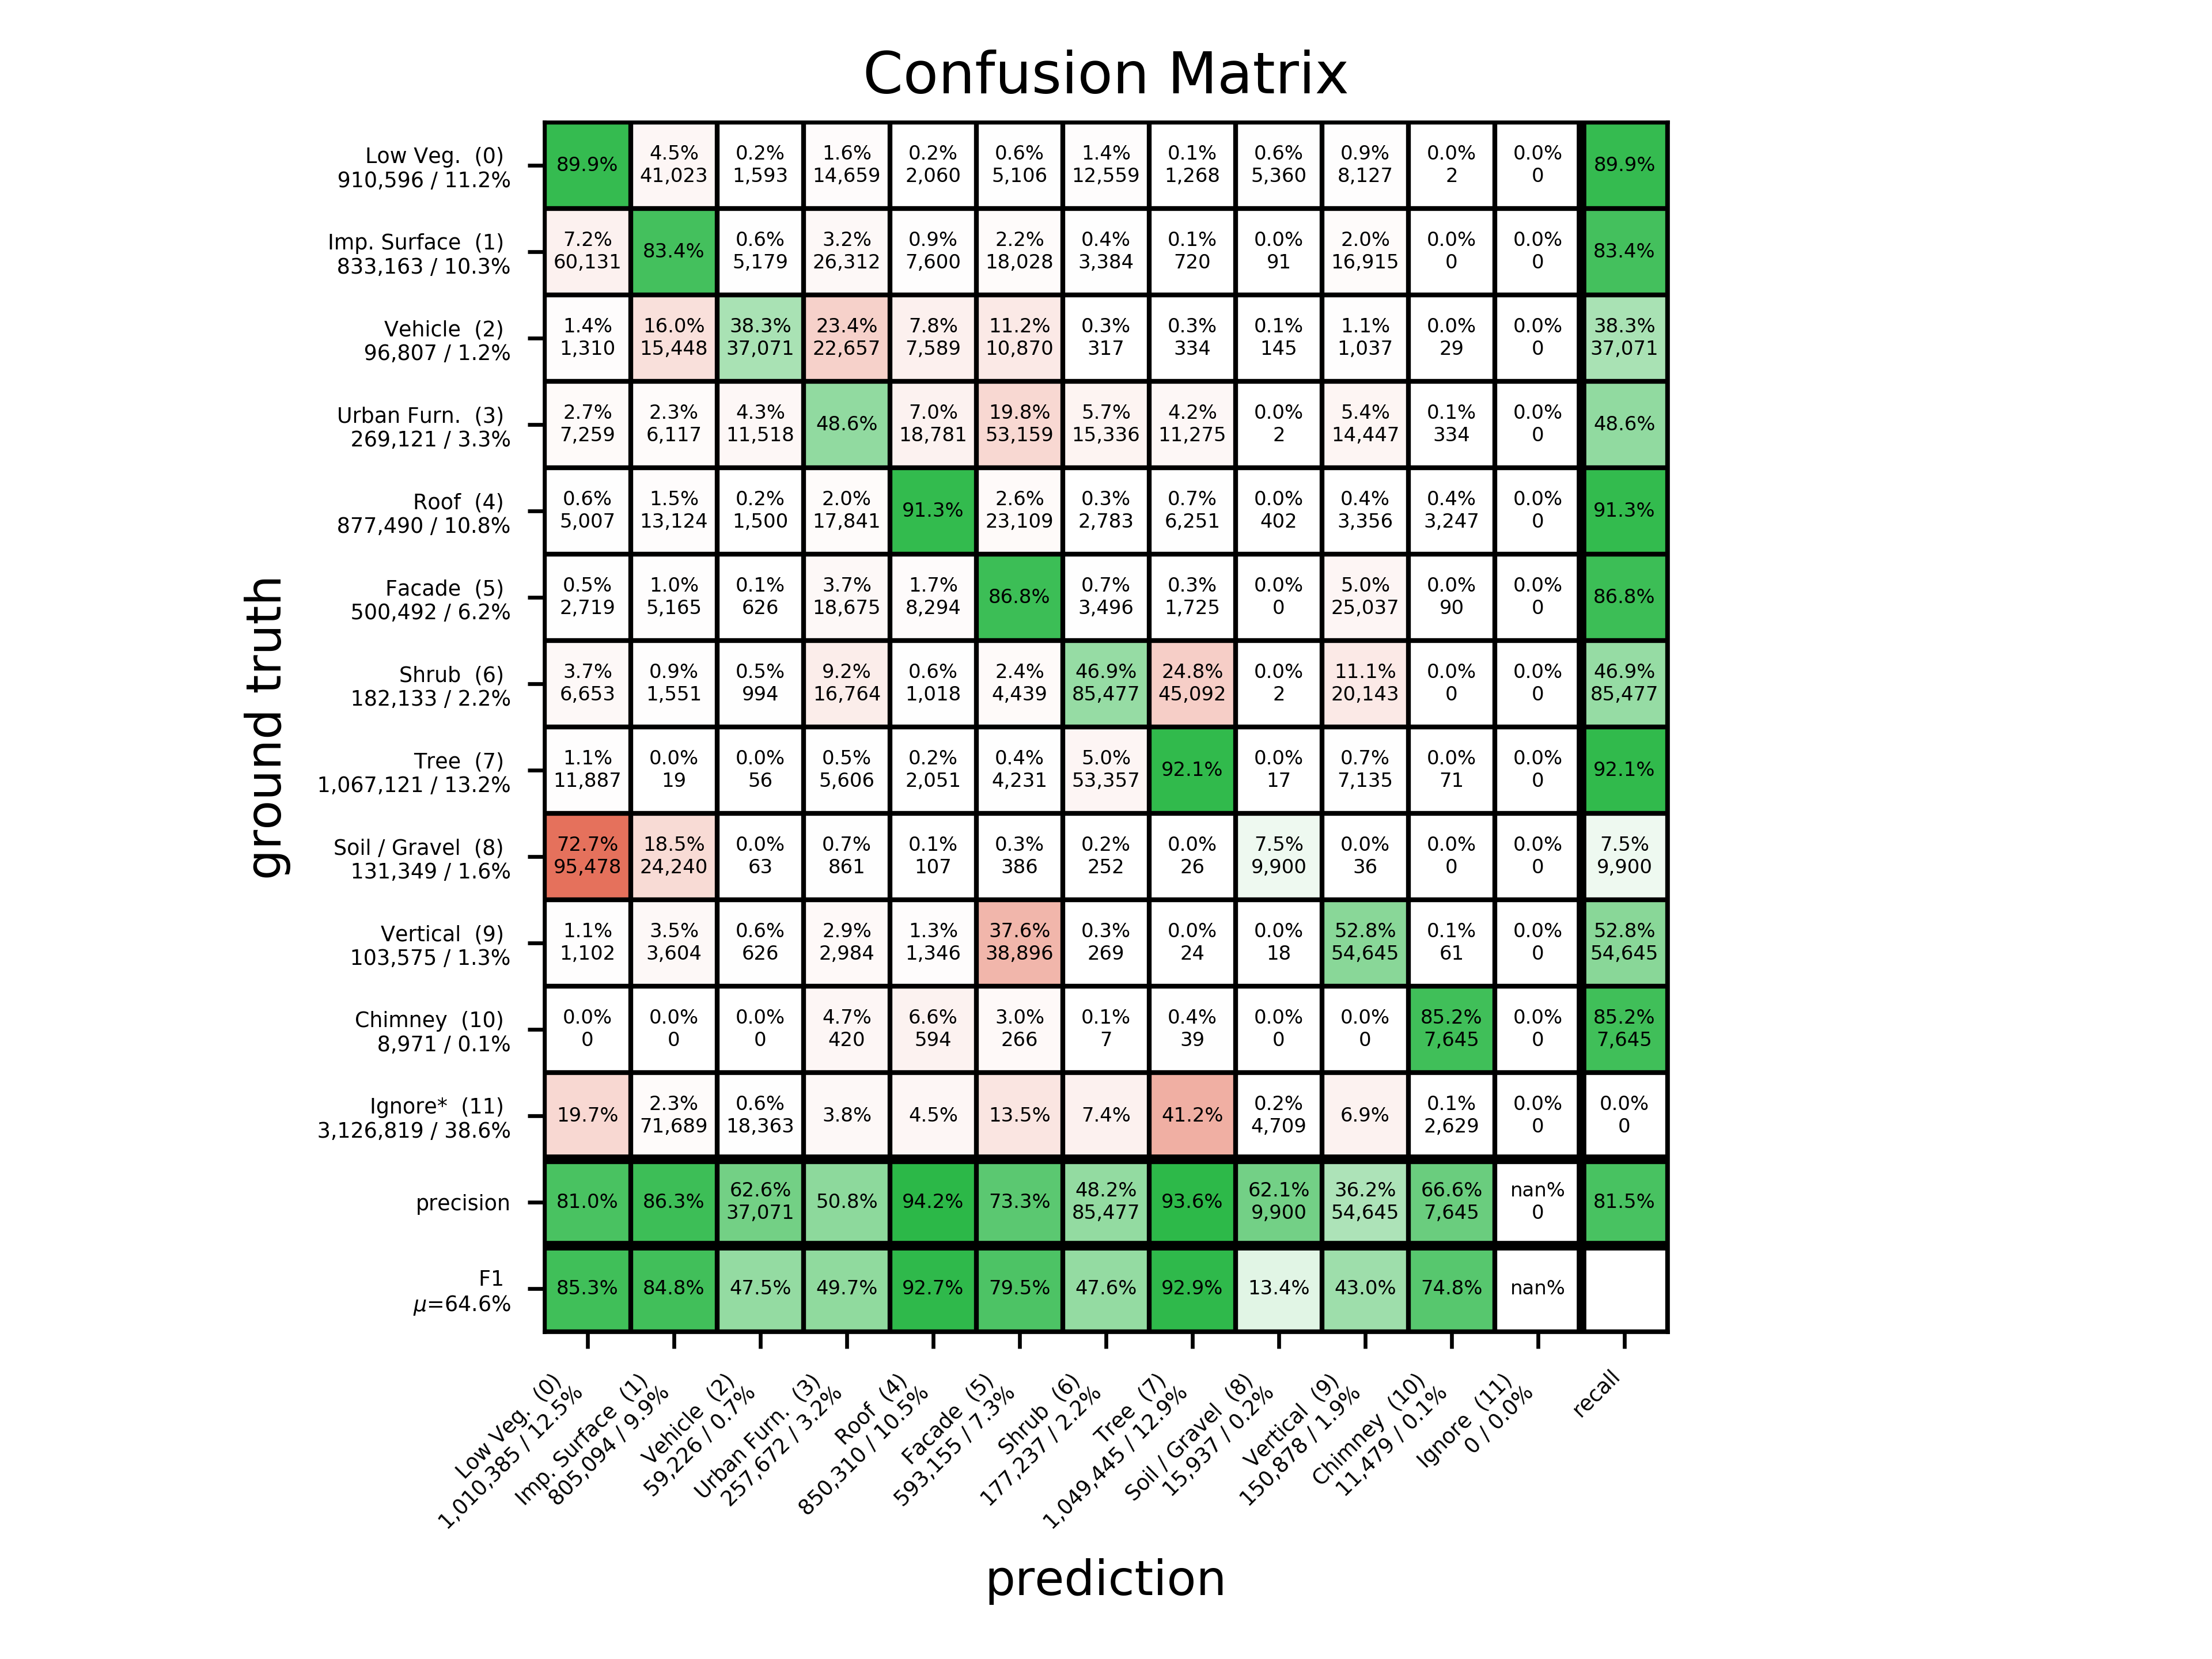 Confusion Matrix
Low Veg. (0)
910,596 / 11.2%
89.9% 4.5% 0.2% 1.6% 0.2% 0.6% 1.4% 0.1% 0.6% 0.9% 0.0% 0.0% 89.9%
41,023 1,593 14,659 2,060 5,106 12,559 1,268 5,360 8,127 2 0
Imp. Surface (1)
833,163 / 10.3%
7.2% 83.4% 0.6% 3.2% 0.9% 2.2% 0.4% 0.1% 0.0% 2.0% 0.0% 0.0% 83.4%
60,131 5,179 26,312 7,600 18,028 3,384 720 91 16,915 0 0
Vehicle (2)
96,807 / 1.2%
1.4% 16.0% 38.3% 23.4% 7.8% 11.2% 0.3% 0.3% 0.1% 1.1% 0.0% 0.0% 38.3%
1,310 15,448 37,071 22,657 7,589 10,870 317 334 145 1,037 29 0 37,071
Urban Furn. (3)
269,121 / 3.3%
2.7% 2.3% 4.3% 48.6% 7.0% 19.8% 5.7% 4.2% 0.0% 5.4% 0.1% 0.0% 48.6%
7,259 6,117 11,518 18,781 53,159 15,336 11,275 2 14,447 334 0
Roof (4)
877,490 / 10.8%
0.6% 1.5% 0.2% 2.0% 91.3% 2.6% 0.3% 0.7% 0.0% 0.4% 0.4% 0.0% 91.3%
5,007 13,124 1,500 17,841 23,109 2,783 6,251 402 3,356 3,247 0
Facade (5)
500,492 / 6.2%
0.5% 1.0% 0.1% 3.7% 1.7% 86.8% 0.7% 0.3% 0.0% 5.0% 0.0% 0.0% 86.8%
2,719 5,165 626 18,675 8,294 3,496 1,725 0 25,037 90 0
Shrub (6)
182,133 / 2.2%
3.7% 0.9% 0.5% 9.2% 0.6% 2.4% 46.9% 24.8% 0.0% 11.1% 0.0% 0.0% 46.9%
6,653 1,551 994 16,764 1,018 4,439 85,477 45,092 2 20,143 0 0 85,477
Tree (7)
1,067,121 / 13.2%
1.1% 0.0% 0.0% 0.5% 0.2% 0.4% 5.0% 92.1% 0.0% 0.7% 0.0% 0.0% 92.1%
11,887 19 56 5,606 2,051 4,231 53,357 17 7,135 71 0
Soil / Gravel (8)
131,349 / 1.6%
72.7% 18.5% 0.0% 0.7% 0.1% 0.3% 0.2% 0.0% 7.5% 0.0% 0.0% 0.0% 7.5%
95,478 24,240 63 861 107 386 252 26 9,900 36 0 0 9,900
Vertical (9)
103,575 / 1.3%
1.1% 3.5% 0.6% 2.9% 1.3% 37.6% 0.3% 0.0% 0.0% 52.8% 0.1% 0.0% 52.8%
1,102 3,604 626 2,984 1,346 38,896 269 24 18 54,645 61 0 54,645
Chimney (10)
8,971 / 0.1%
0.0% 0.0% 0.0% 4.7% 6.6% 3.0% 0.1% 0.4% 0.0% 0.0% 85.2% 0.0% 85.2%
0 0 0 420 594 266 7 39 0 0 7,645 0 7,645
Ignore* (11)
3,126,819 / 38.6%
19.7% 2.3% 0.6% 3.8% 4.5% 13.5% 7.4% 41.2% 0.2% 6.9% 0.1% 0.0% 0.0%
71,689 18,363 4,709 2,629 0 0
precision
81.0% 86.3% 62.6% 50.8% 94.2% 73.3% 48.2% 93.6% 62.1% 36.2% 66.6% nan% 81.5%
37,071 85,477 9,900 54,645 7,645 0
F1
μ=64.6%
85.3% 84.8% 47.5% 49.7% 92.7% 79.5% 47.6% 92.9% 13.4% 43.0% 74.8% nan%
Low Veg. (0)
1,010,385 / 12.5%
Imp. Surface (1)
805,094 / 9.9%
Vehicle (2)
59,226 / 0.7%
Urban Furn. (3)
257,672 / 3.2%
Roof (4)
850,310 / 10.5%
Facade (5)
593,155 / 7.3%
Shrub (6)
177,237 / 2.2%
Tree (7)
1,049,445 / 12.9%
Soil / Gravel (8)
15,937 / 0.2%
Vertical (9)
150,878 / 1.9%
Chimney (10)
11,479 / 0.1%
Ignore (11)
0 / 0.0%
recall
ground truth
prediction